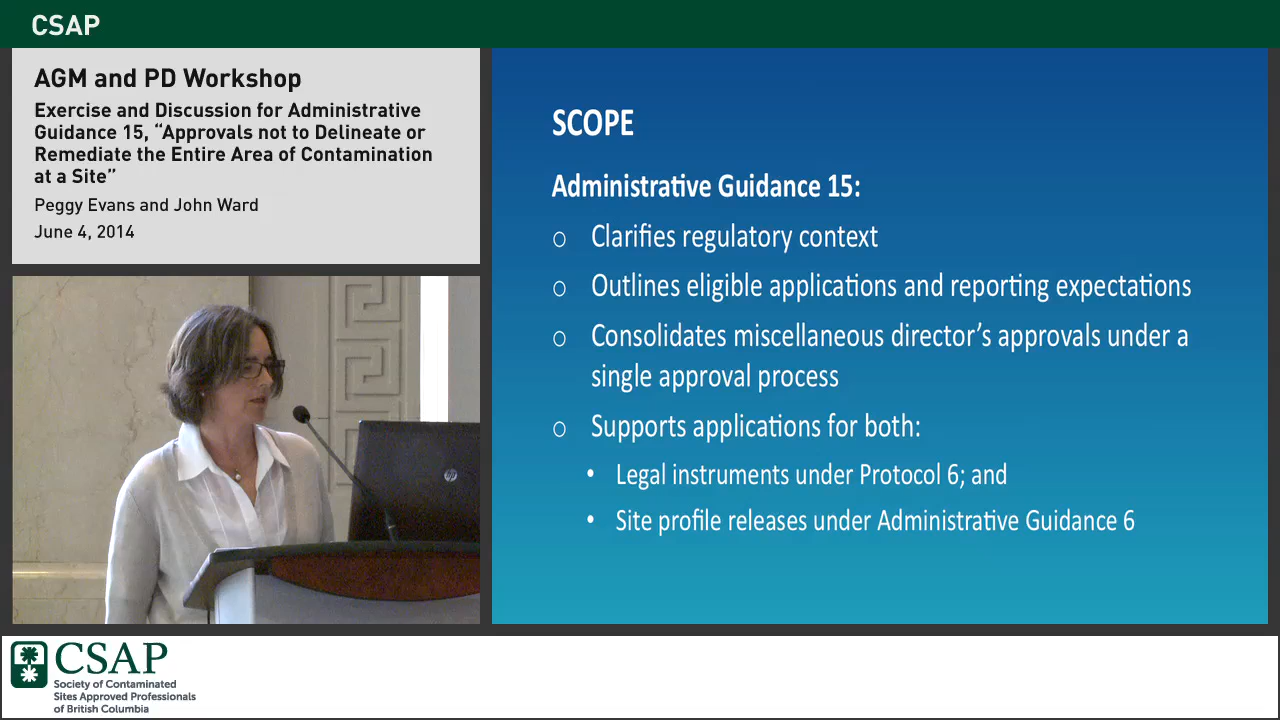 CSAP
AGM and PD Workshop
Exercise and Discussion for Administrative
Guidance 15, “Approvals not to Delineate or
Remediate the Entire Area of Contamination
at a Site”
Peggy Evans and John Ward
June 4, 2014
SCOPE
Administrative Guidance 15:
o Clarifies regulatory context
o Outlines eligible applications and reporting expectations
o Consolidates miscellaneous director’s approvals under a
single approval process
o Supports applications for both:
• Legal instruments under Protocol 6; and
• Site profile releases under Administrative Guidance 6
hp
CSAP
Society of Contaminated
Sites Approved Professionals
of British Columbia